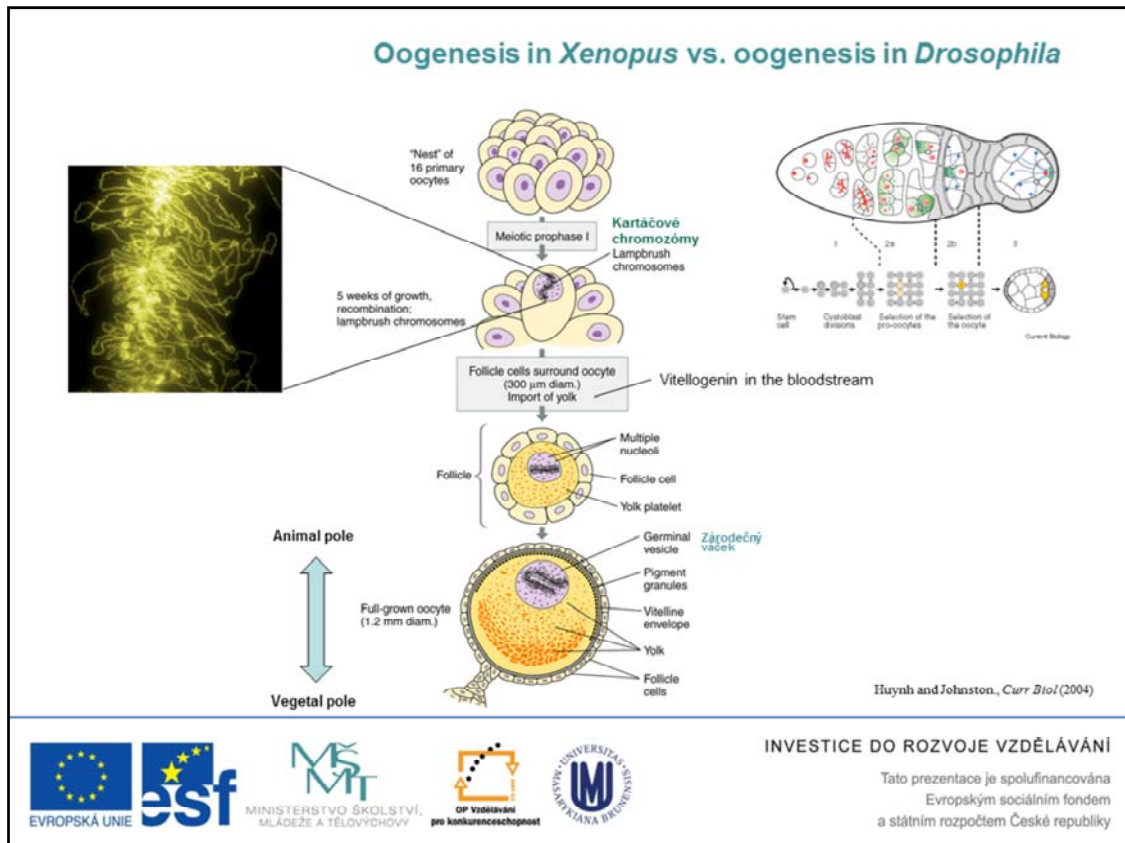 Oogenesis in Xenopus vs. oogenesis in Drosophila
"Nest" of
16 primary
oocytes
Meiotic prophase I
Kartáčové
chromozómy
Lampbrush
chromosomes
5 weeks of growth,
recombination;
lampbrush chromosomes
Follicle cells surround oocyte
(300 µm diam.)
Import of yolk
Vitellogenin in the bloodstream
Follicle
Multiple
nucleoli
Follicle cell
Yolk platelet
Animal pole
Vegetal pole
Full-grown oocyte
(1.2 mm diam.)
Germinal
vesicle
Zárodečný
váček
Pigment
granules
Vitelline
envelope
Yolk
Follicle
cells
1 2a 2b 3
Stem
cell
Cystoblast
divisions
Selection of the
pro-oocytes
Selection of
the oocyte
Current Biology
Huynh and Johnston., Curr Biol (2004)
EVROPSKÁ UNIE
esf
MŠMT
MINISTERSTVO ŠKOLSTVÍ,
MLÁDEŽE A TĚLOVÝCHOVY
OP Vzdělávání
pro konkurenceschopnost
UNIVERSITAS
MASARYKIANA BRUNENSIS
INVESTICE DO ROZVOJE VZDĚLÁVÁNÍ
Tato prezentace je spolufinancována
Evropským sociálním fondem
a státním rozpočtem České republiky